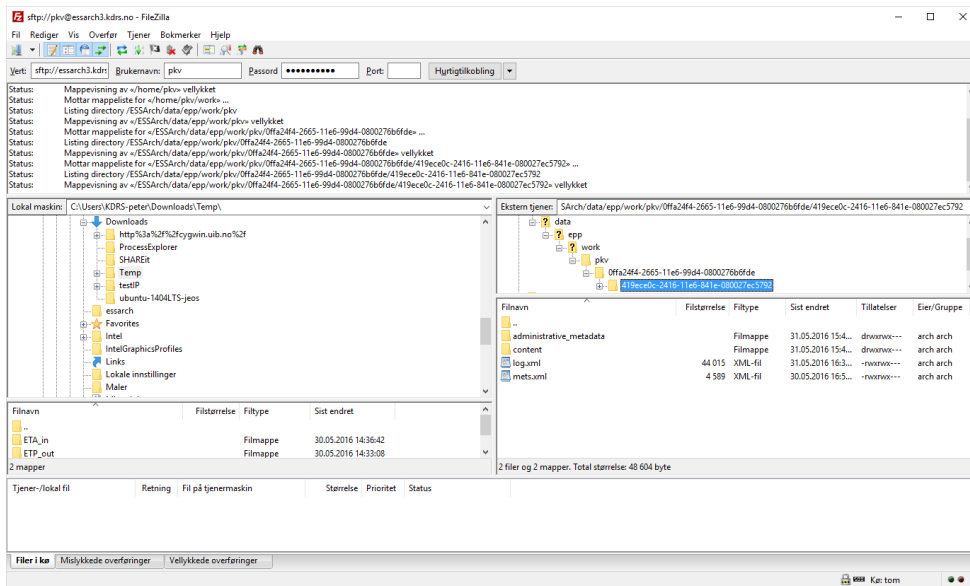 sftp://pkv@essarch3.kdrs.no - FileZilla
Fil Rediger Vis Overfør Tjener Bokmerker Hjelp
Vert: sftp://essarch3.kdr: Brukernavn: pkv Passord ●●●●●●●●●● Port: Hurtigtilkobling
Status: Mappevisning av «/home/pkv» vellykket
Status: Mottar mappeliste for «/home/pkv/work» ...
Status: Listing directory /ESSArch/data/epp/work/pkv
Status: Mappevisning av «/ESSArch/data/epp/work/pkv» vellykket
Status: Mottar mappeliste for «/ESSArch/data/epp/work/pkv/0ffa24f4-2665-11e6-99d4-0800276b6fde» ...
Status: Listing directory /ESSArch/data/epp/work/pkv/0ffa24f4-2665-11e6-99d4-0800276b6fde
Status: Mappevisning av «/ESSArch/data/epp/work/pkv/0ffa24f4-2665-11e6-99d4-0800276b6fde» vellykket
Status: Mottar mappeliste for «/ESSArch/data/epp/work/pkv/0ffa24f4-2665-11e6-99d4-0800276b6fde/419ece0c-2416-11e6-841e-080027ec5792» ...
Status: Listing directory /ESSArch/data/epp/work/pkv/0ffa24f4-2665-11e6-99d4-0800276b6fde/419ece0c-2416-11e6-841e-080027ec5792
Status: Mappevisning av «/ESSArch/data/epp/work/pkv/0ffa24f4-2665-11e6-99d4-0800276b6fde/419ece0c-2416-11e6-841e-080027ec5792» vellykket
Lokal maskin: C:\Users\KDRS-peter\Downloads\Temp\
Downloads
http%3a%2f%2fcygwin.uib.no%2f
ProcessExplorer
SHAREit
Temp
testIP
ubuntu-1404LTS-jeos
essarch
Favorites
Intel
IntelGraphicsProfiles
Links
Lokale innstillinger
Maler
Filnavn Filstørrelse Filtype Sist endret
..
ETA_in Filmappe 30.05.2016 14:36:42
ETP_out Filmappe 30.05.2016 14:33:08
2 mapper
Ekstern tjener: SArch/data/epp/work/pkv/0ffa24f4-2665-11e6-99d4-0800276b6fde/419ece0c-2416-11e6-841e-080027ec5792
data
epp
work
pkv
0ffa24f4-2665-11e6-99d4-0800276b6fde
419ece0c-2416-11e6-841e-080027ec5792
Filnavn Filstørrelse Filtype Sist endret Tillatelser Eier/Gruppe
..
administrative_metadata Filmappe 31.05.2016 15:4... drwxrwx--- arch arch
content Filmappe 31.05.2016 15:4... drwxrwx--- arch arch
log.xml 44 015 XML-fil 31.05.2016 16:3... -rwxrwx--- arch arch
mets.xml 4 589 XML-fil 30.05.2016 16:5... -rwxrwx--- arch arch
2 filer og 2 mapper. Total størrelse: 48 604 byte
Tjener-/lokal fil Retning Fil på tjenermaskin Størrelse Prioritet Status
Filer i kø Mislykkede overføringer Vellykkede overføringer
Kø: tom